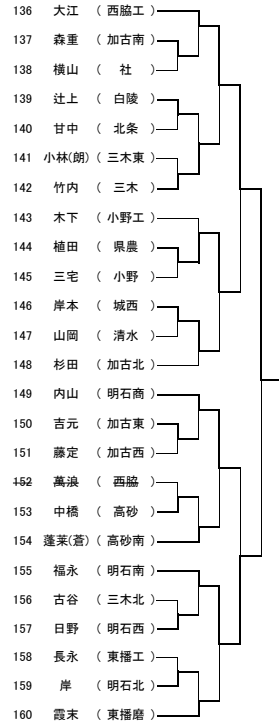 136 大江 ( 西脇工 )
137 森重 ( 加古南 )
138 横山 ( 社 )
139 辻上 ( 白陵 )
140 甘中 ( 北条 )
141 小林(朗) ( 三木東 )
142 竹内 ( 三木 )
143 木下 ( 小野工 )
144 植田 ( 県農 )
145 三宅 ( 小野 )
146 岸本 ( 城西 )
147 山岡 ( 清水 )
148 杉田 ( 加古北 )
149 内山 ( 明石商 )
150 吉元 ( 加古東 )
151 藤定 ( 加古西 )
152 萬浪 ( 西脇 )
153 中橋 ( 高砂 )
154 蓬莱(蒼) ( 高砂南 )
155 福永 ( 明石南 )
156 古谷 ( 三木北 )
157 日野 ( 明石西 )
158 長永 ( 東播工 )
159 岸 ( 明石北 )
160 霞末 ( 東播磨 )